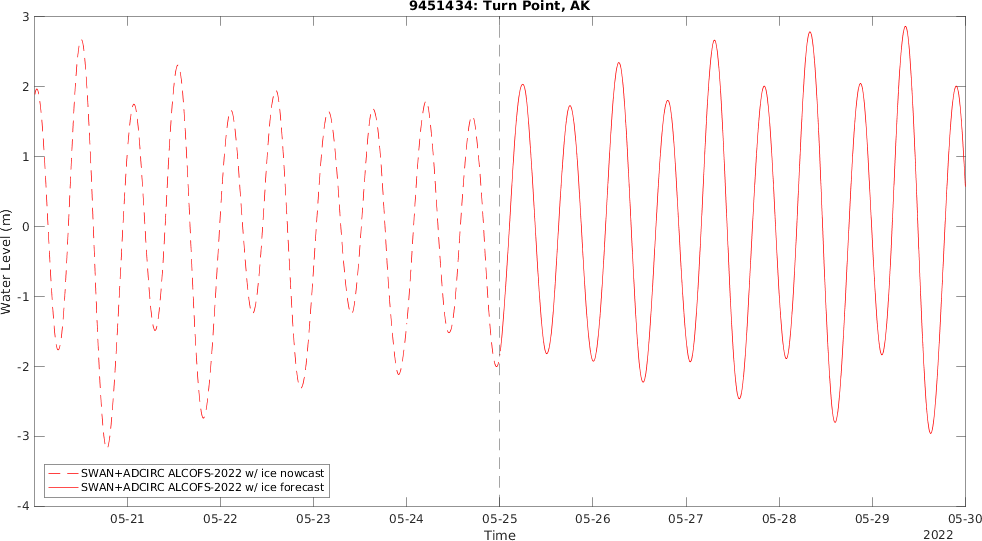 9451434: Turn Point, AK
3
2
1
0
-1
-2
-3
-4
Water Level (m)
SWAN+ADCIRC ALCOFS-2022 w/ ice nowcast
SWAN+ADCIRC ALCOFS-2022 w/ ice forecast
05-21 05-22 05-23 05-24 05-25 05-26 05-27 05-28 05-29 05-30
Time
2022